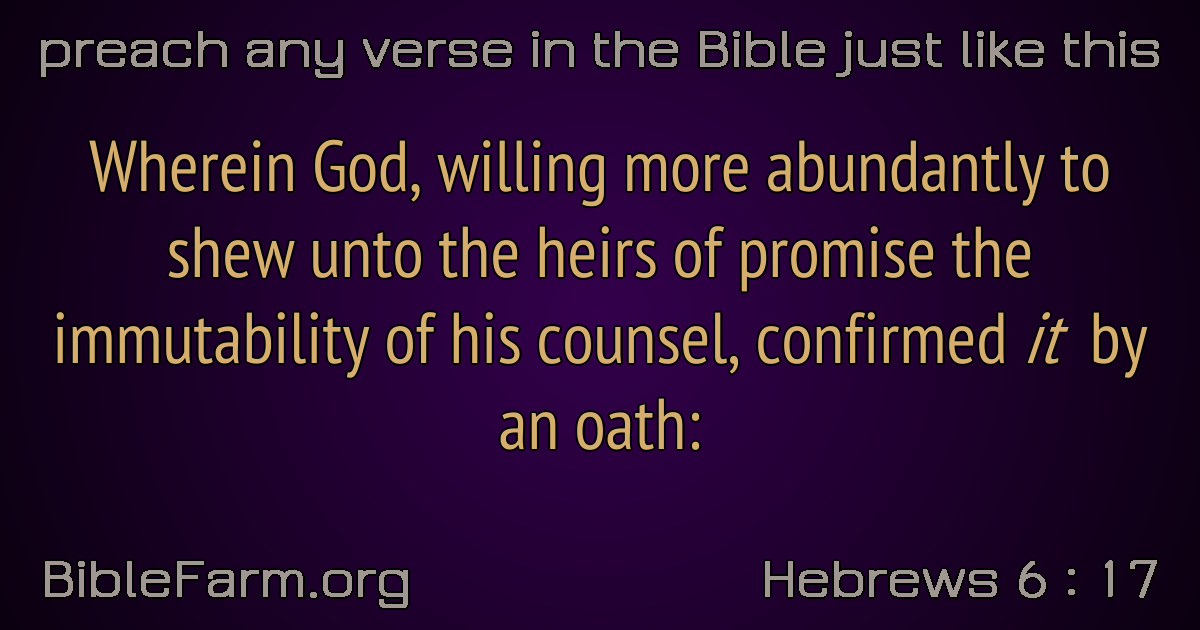 preach any verse in the Bible just like this
Wherein God, willing more abundantly to
shew unto the heirs of promise the
immutability of his counsel, confirmed it by
an oath:
BibleFarm.org
Hebrews 6 : 17